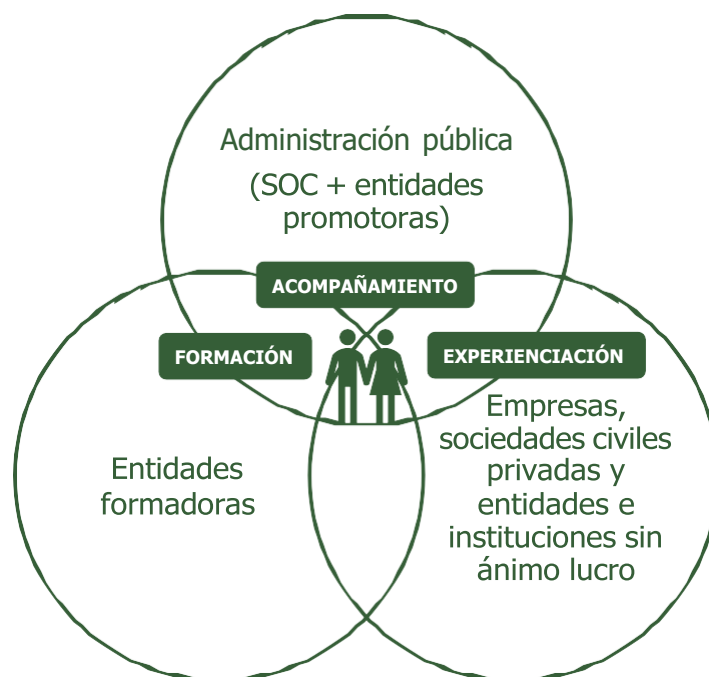 Administración pública
(SOC + entidades
promotoras)
ACOMPAÑAMIENTO
FORMACIÓN
EXPERIENCIACIÓN
Entidades
formadoras
Empresas,
sociedades civiles
privadas y
entidades e
instituciones sin
ánimo lucro